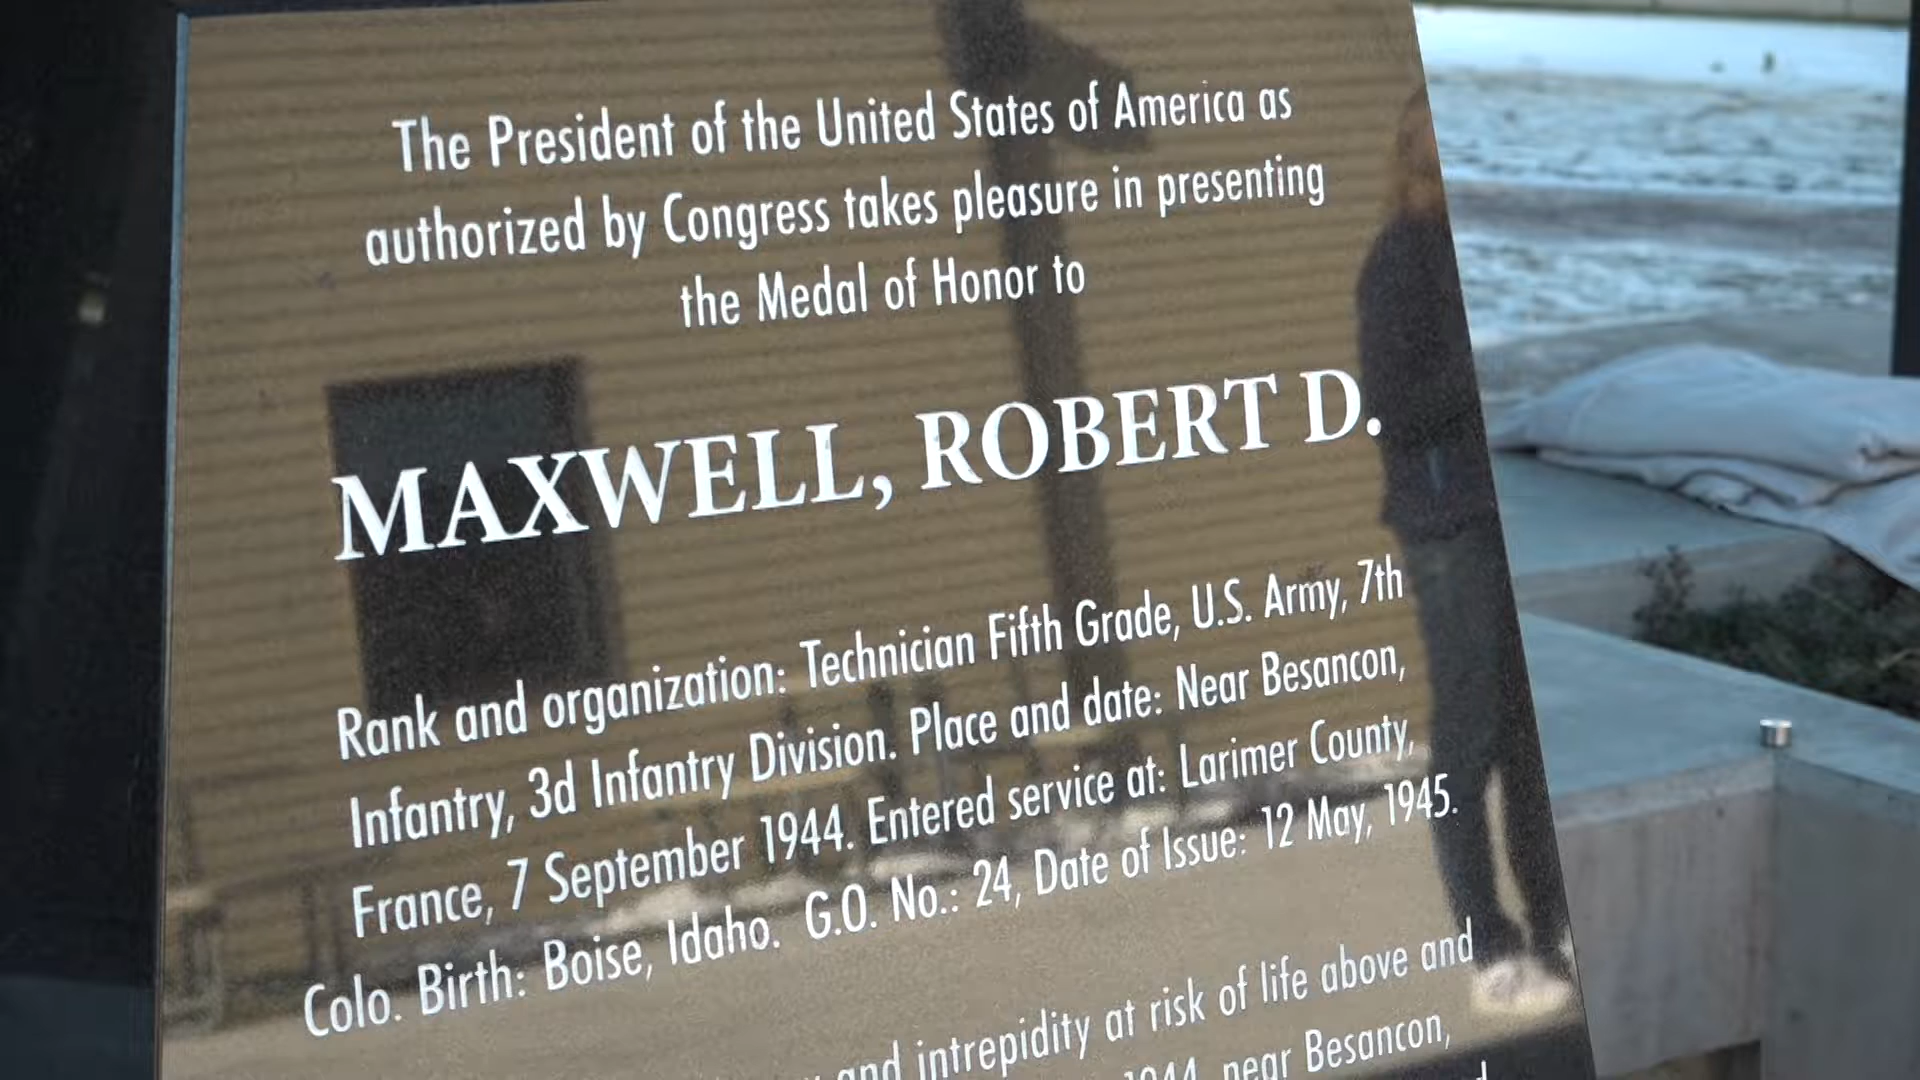 The President of the United States of America as
authorized by Congress takes pleasure in presenting
the Medal of Honor to
MAXWELL, ROBERT D.
Rank and organization: Technician Fifth Grade, U.S. Army, 7th
Infantry, 3d Infantry Division. Place and date: Near Besancon,
France, 7 September 1944. Entered service at: Larimer County,
Colo. Birth: Boise, Idaho. G.O. No.: 24, Date of Issue: 12 May, 1945.
and intrepidity at risk of life above and
1944, near Besancon,